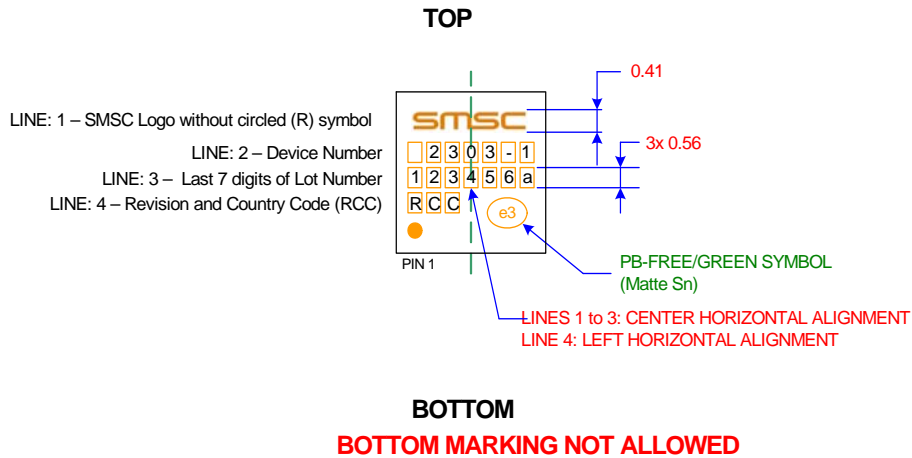 TOP
0.41
LINE: 1 – SMSC Logo without circled (R) symbol
SMSC
3x 0.56
LINE: 2 – Device Number
2303-1
LINE: 3 – Last 7 digits of Lot Number
123456a
LINE: 4 – Revision and Country Code (RCC)
RCC
e3
PIN 1
PB-FREE/GREEN SYMBOL
(Matte Sn)
LINES 1 to 3: CENTER HORIZONTAL ALIGNMENT
LINE 4: LEFT HORIZONTAL ALIGNMENT
BOTTOM
BOTTOM MARKING NOT ALLOWED